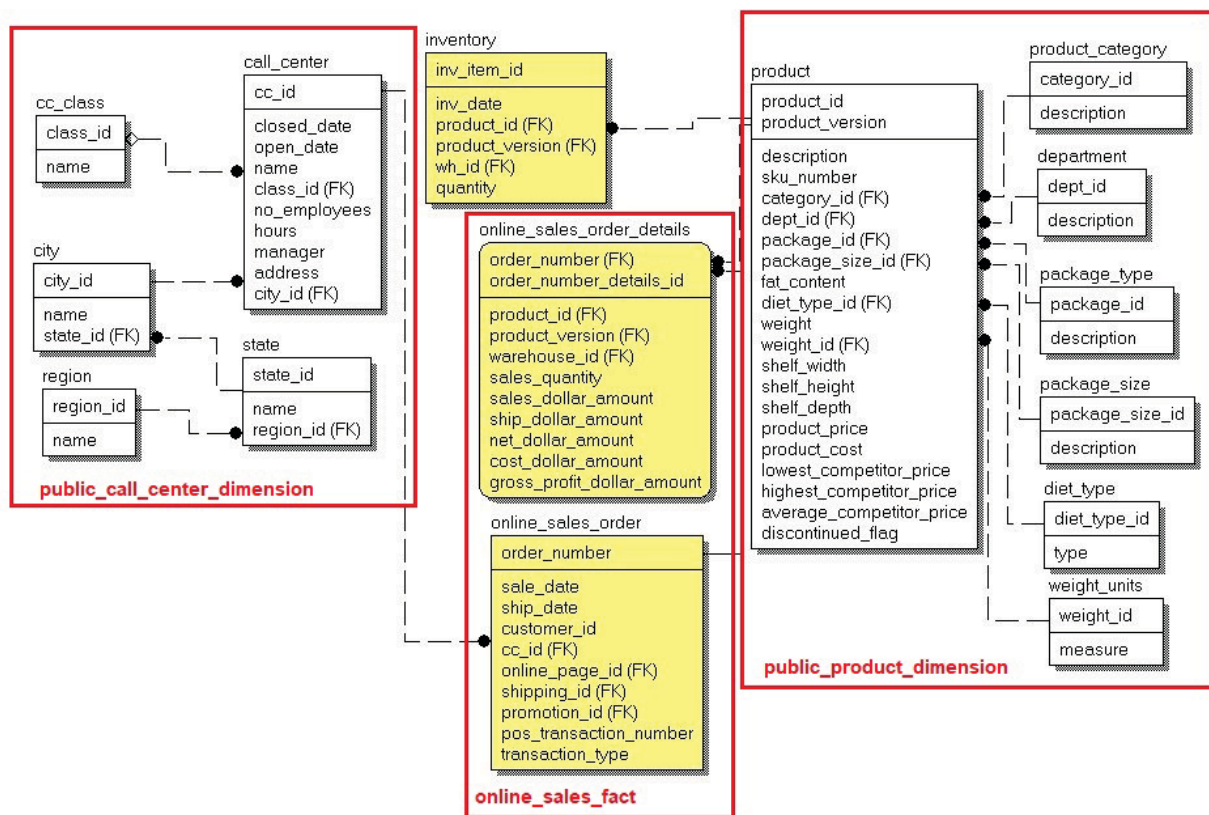 cc_class
class_id
name
call_center
cc_id
closed_date
open_date
name
class_id (FK)
no_employees
hours
manager
address
city_id (FK)
city
city_id
name
state_id (FK)
state
state_id
name
region_id (FK)
region
region_id
name
public_call_center_dimension
inventory
inv_item_id
inv_date
product_id (FK)
product_version (FK)
wh_id (FK)
quantity
online_sales_order_details
order_number (FK)
order_number_details_id
product_id (FK)
product_version (FK)
warehouse_id (FK)
sales_quantity
sales_dollar_amount
ship_dollar_amount
net_dollar_amount
cost_dollar_amount
gross_profit_dollar_amount
online_sales_order
order_number
sale_date
ship_date
customer_id
cc_id (FK)
online_page_id (FK)
shipping_id (FK)
promotion_id (FK)
pos_transaction_number
transaction_type
online_sales_fact
product
product_id
product_version
description
sku_number
category_id (FK)
dept_id (FK)
package_id (FK)
package_size_id (FK)
fat_content
diet_type_id (FK)
weight
weight_id (FK)
shelf_width
shelf_height
shelf_depth
product_price
product_cost
lowest_competitor_price
highest_competitor_price
average_competitor_price
discontinued_flag
product_category
category_id
description
department
dept_id
description
package_type
package_id
description
package_size
package_size_id
description
diet_type
diet_type_id
type
weight_units
weight_id
measure
public_product_dimension